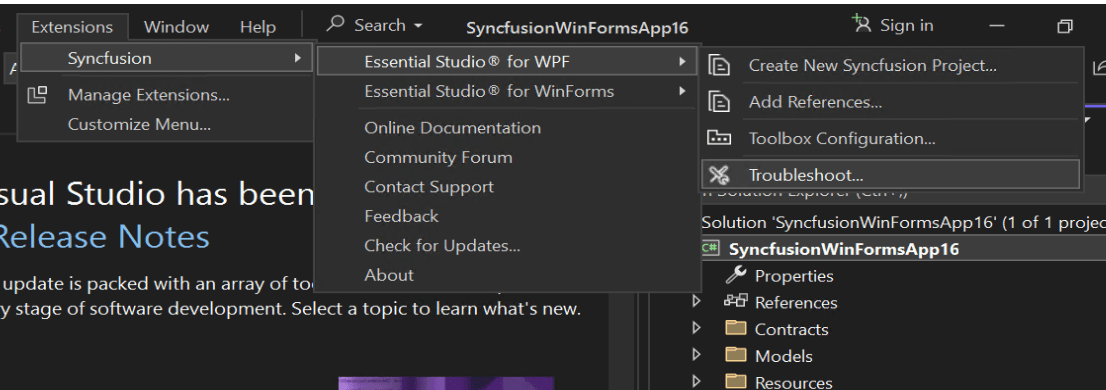 Extensions Window Help Search SyncfusionWinFormsApp16 Sign in
Syncfusion
Manage Extensions...
Customize Menu...
Essential Studio® for WPF
Essential Studio® for WinForms
Online Documentation
Community Forum
Contact Support
Feedback
Check for Updates...
About
Create New Syncfusion Project...
Add References...
Toolbox Configuration...
Troubleshoot...
sual Studio has been
Release Notes
update is packed with an array of to
y stage of software development. Select a topic to learn what's new.
Solution Explorer (Ctrl+;)
Solution 'SyncfusionWinFormsApp16' (1 of 1 projec
C# SyncfusionWinFormsApp16
Properties
References
Contracts
Models
Resources